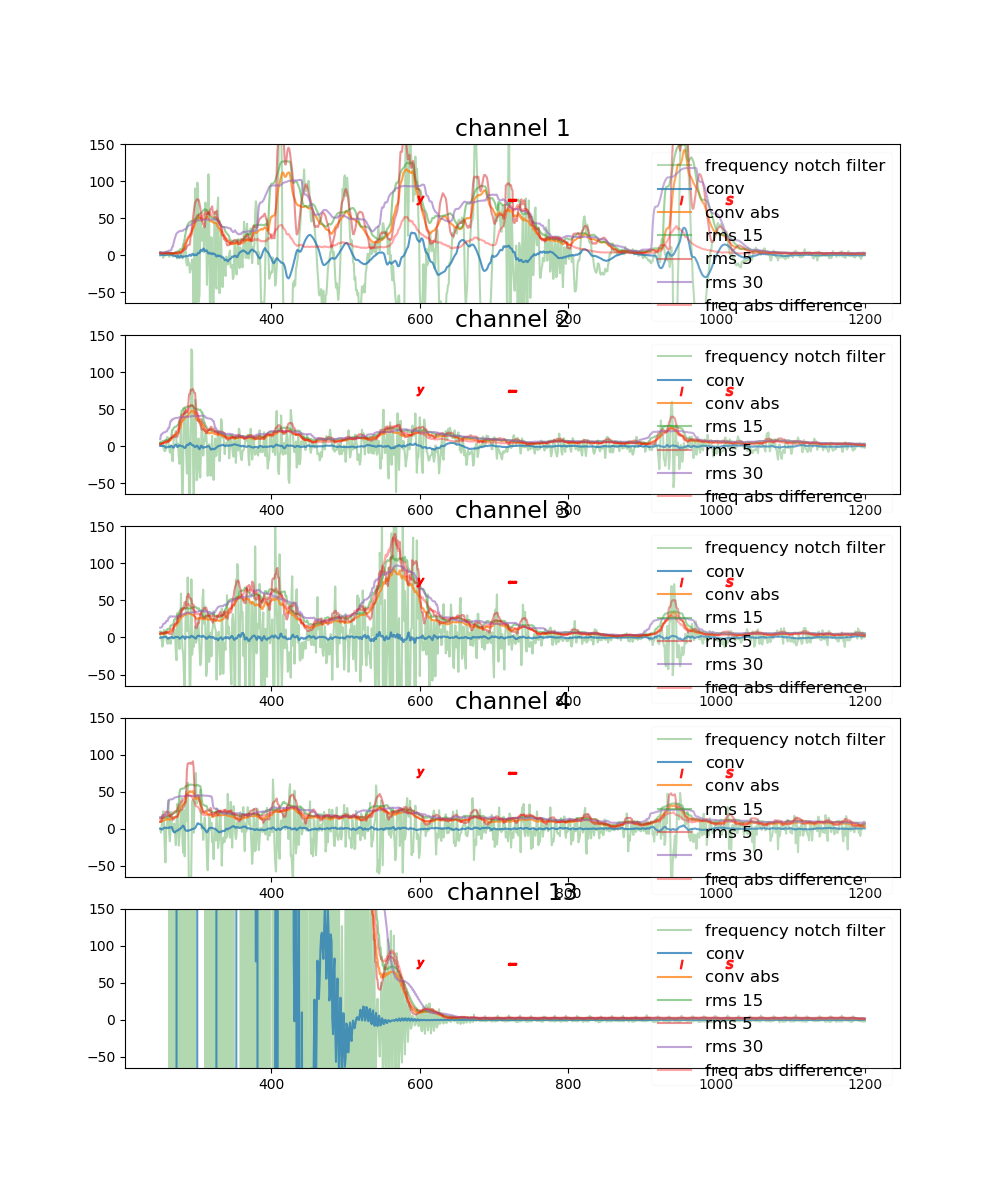 channel 1
150
100
50
0
−50
400 600 800 1000 1200
y - l s
frequency notch filter
conv
conv abs
rms 15
rms 5
rms 30
freq abs difference
channel 2
150
100
50
0
−50
400 600 800 1000 1200
y - l s
frequency notch filter
conv
conv abs
rms 15
rms 5
rms 30
freq abs difference
channel 3
150
100
50
0
−50
400 600 800 1000 1200
y - l s
frequency notch filter
conv
conv abs
rms 15
rms 5
rms 30
freq abs difference
channel 4
150
100
50
0
−50
400 600 800 1000 1200
y - l s
frequency notch filter
conv
conv abs
rms 15
rms 5
rms 30
freq abs difference
channel 13
150
100
50
0
−50
400 600 800 1000 1200
y - l s
frequency notch filter
conv
conv abs
rms 15
rms 5
rms 30
freq abs difference